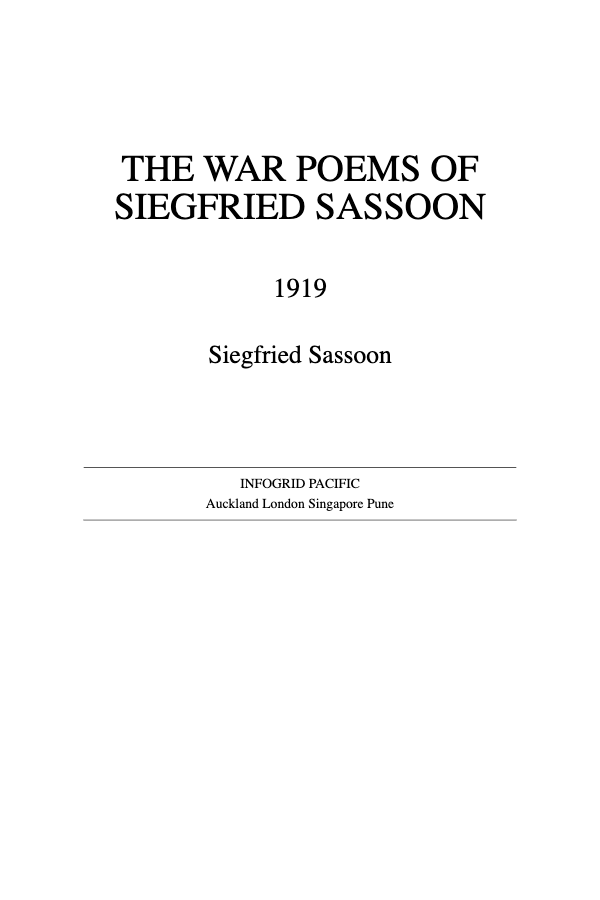 THE WAR POEMS OF
SIEGFRIED SASSOON
1919
Siegfried Sassoon
INFOGRID PACIFIC
Auckland London Singapore Pune